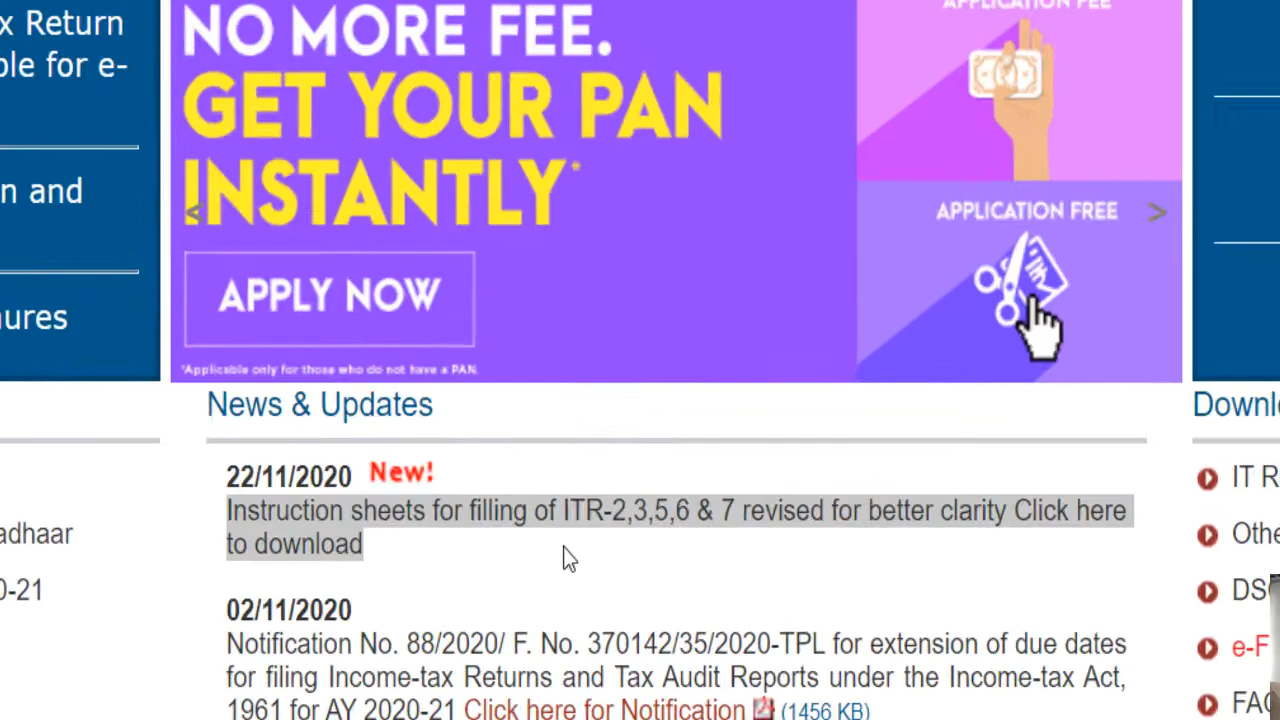 x Return
ble for e-
n and
ures
NO MORE FEE.
GET YOUR PAN
INSTANTLY*
<
APPLY NOW
*Applicable only for those who do not have a PAN.
APPLICATION FEE
APPLICATION FREE
>
News & Updates
22/11/2020 New!
Instruction sheets for filling of ITR-2,3,5,6 & 7 revised for better clarity Click here
to download
02/11/2020
Notification No. 88/2020/ F. No. 370142/35/2020-TPL for extension of due dates
for filing Income-tax Returns and Tax Audit Reports under the Income-tax Act,
1961 for AY 2020-21 Click here for Notification (1456 KB)
adhaar
0-21
Downl
IT R
Othe
DS
e-F
FAQ